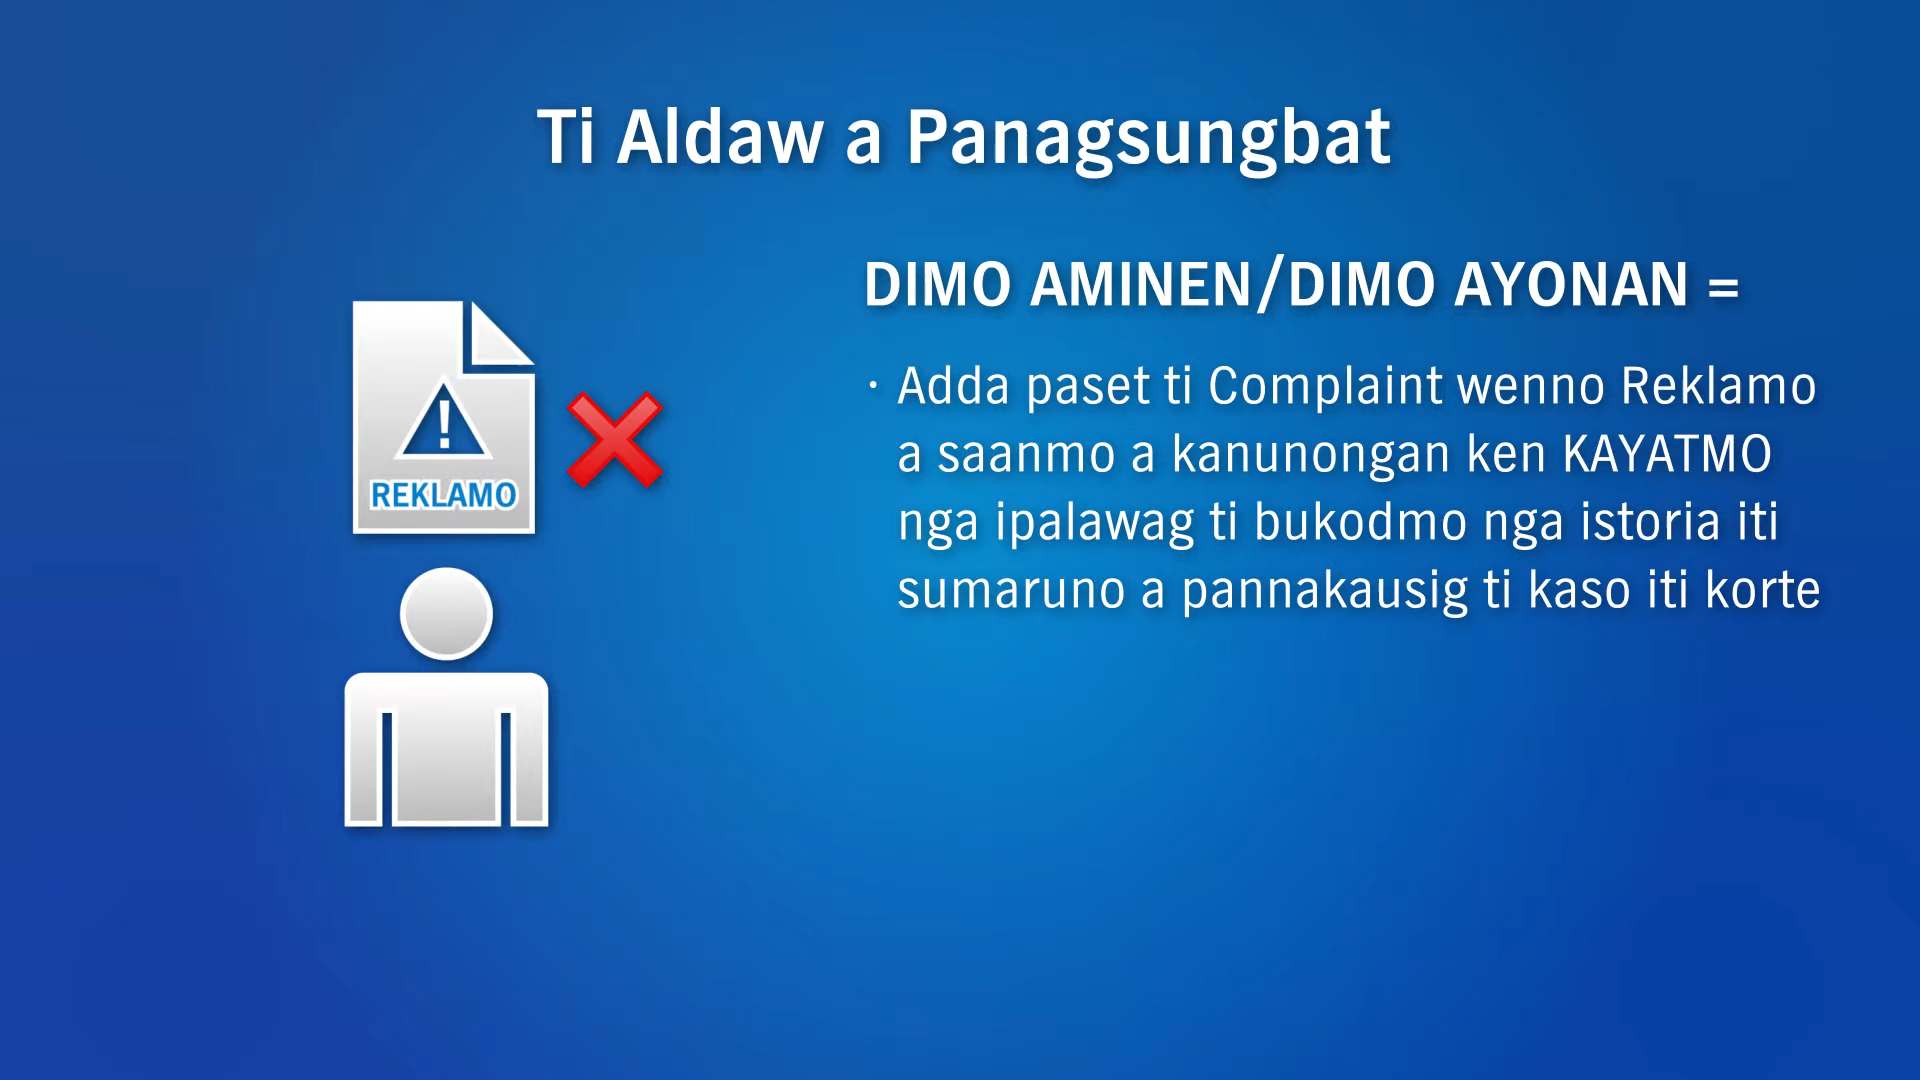 Ti Aldaw a Panagsungbat
DIMO AMINEN/DIMO AYONAN =
· Adda paset ti Complaint wenno Reklamo
a saanmo a kanunongan ken KAYATMO
nga ipalawag ti bukodmo nga istoria iti
sumaruno a pannakausig ti kaso iti korte
!
REKLAMO